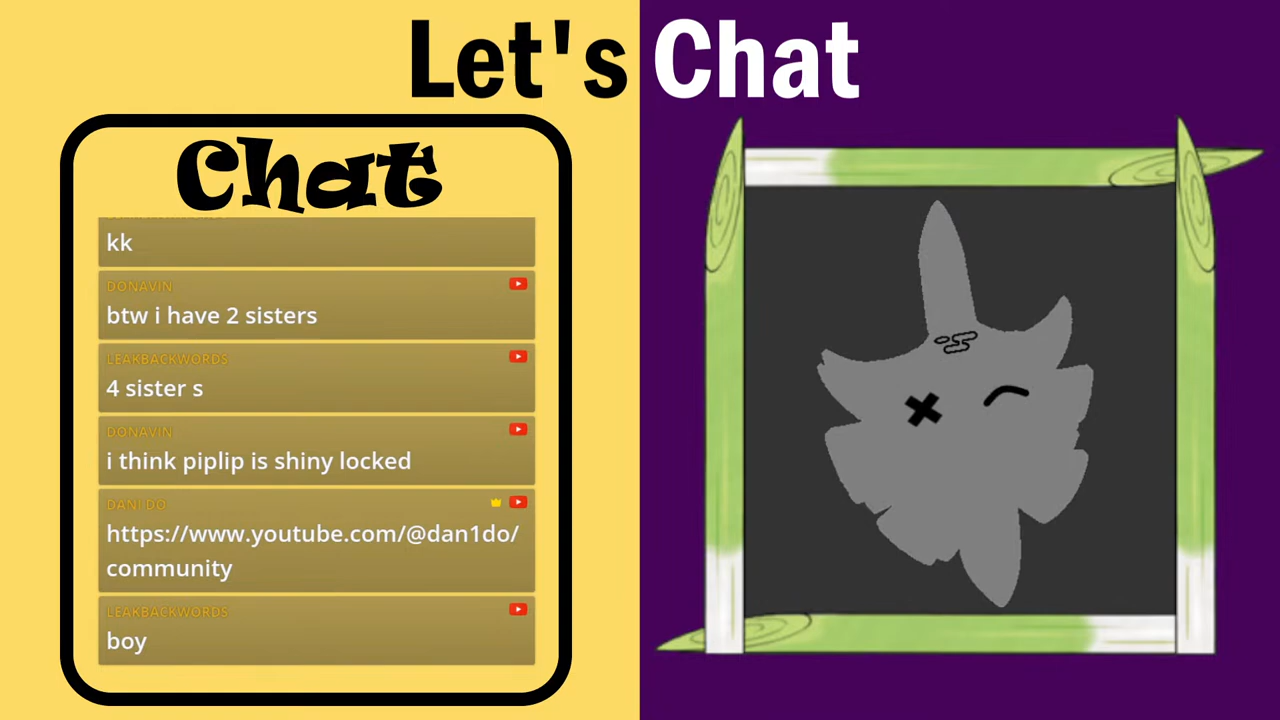 Let's Chat
Chat
kk
DONAVIN
btw i have 2 sisters
LEAKBACKWORDS
4 sister s
DONAVIN
i think piplip is shiny locked
DANI DO
https://www.youtube.com/@dan1do/
community
LEAKBACKWORDS
boy